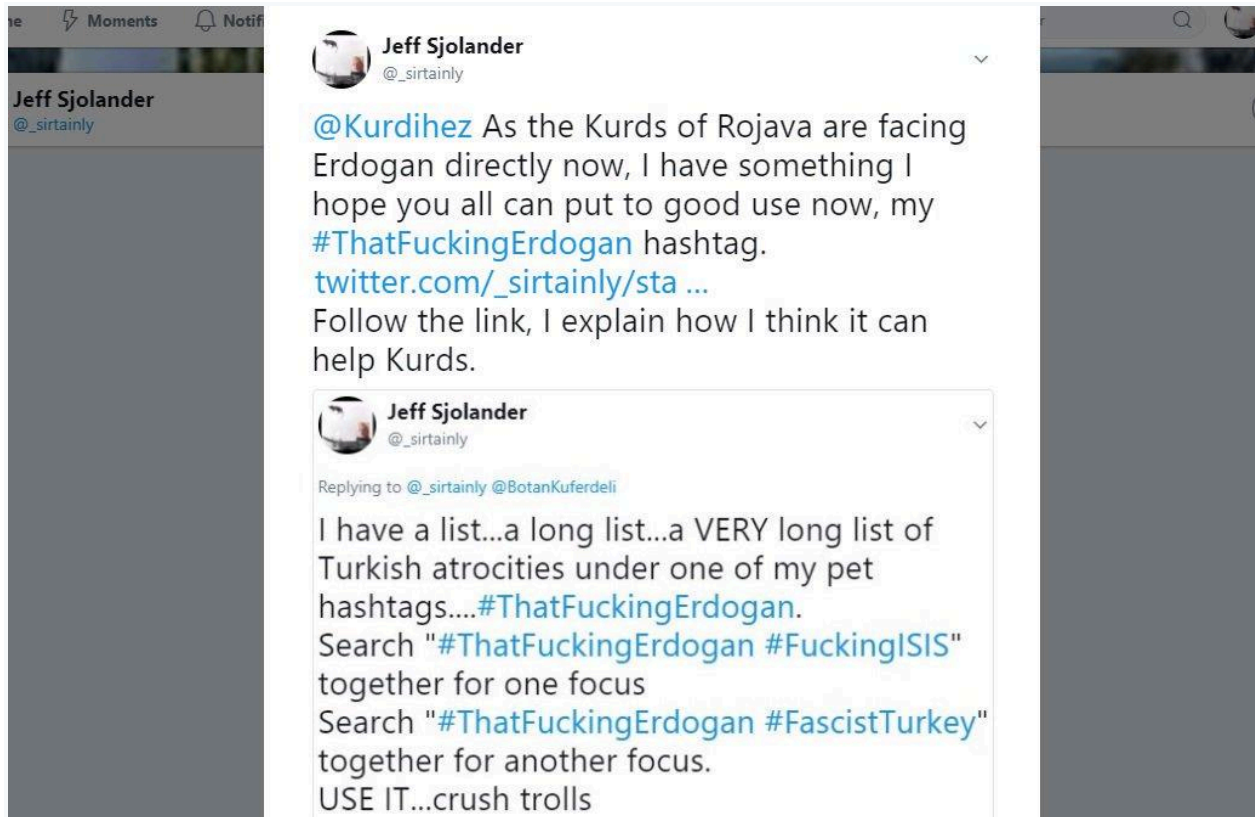 Moments
Jeff Sjolander
@_sirtainly
Jeff Sjolander
@_sirtainly
@Kurdihez As the Kurds of Rojava are facing
Erdogan directly now, I have something I
hope you all can put to good use now, my
#ThatFuckingErdogan hashtag.
twitter.com/_sirtainly/sta ...
Follow the link, I explain how I think it can
help Kurds.
Jeff Sjolander
@_sirtainly
Replying to @_sirtainly @BotanKuferdeli
I have a list...a long list...a VERY long list of
Turkish atrocities under one of my pet
hashtags....#ThatFuckingErdogan.
Search "#ThatFuckingErdogan #FuckingISIS"
together for one focus
Search "#ThatFuckingErdogan #FascistTurkey"
together for another focus.
USE IT...crush trolls